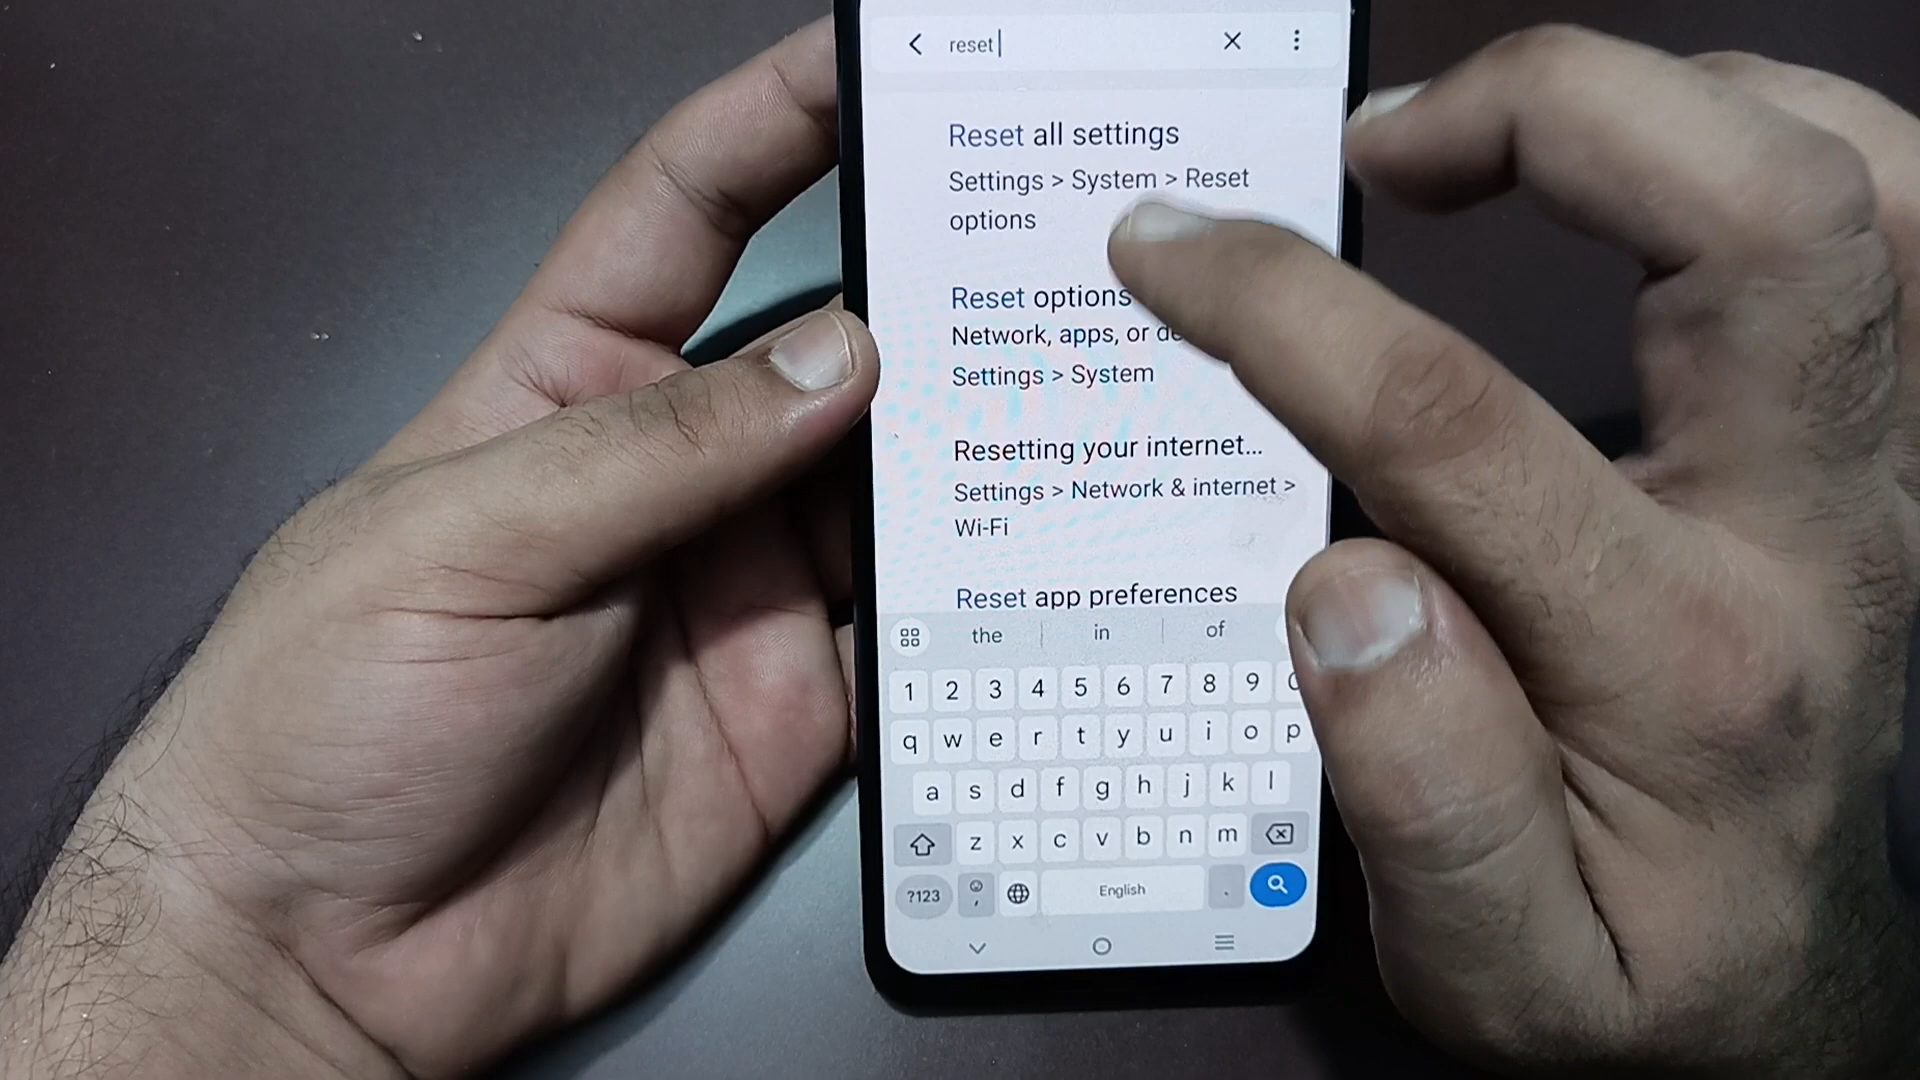 reset
Reset all settings
Settings > System > Reset
options
Reset options
Network, apps, or
Settings > System
Resetting your internet...
Settings > Network & internet >
Wi-Fi
Reset app preferences
the in of
1 2 3 4 5 6 7 8 9
q w e r t y u i o p
a s d f g h j k l
z x c v b n m
?123 , English .